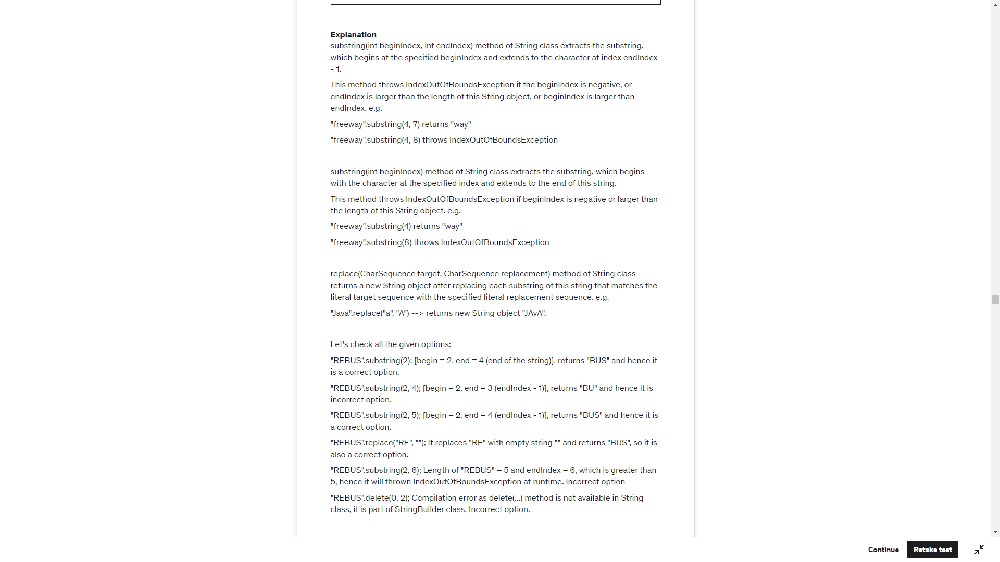 Explanation
substring(int beginIndex, int endIndex) method of String class extracts the substring,
which begins at the specified beginIndex and extends to the character at index endIndex
- 1.
This method throws IndexOutOfBoundsException if the beginIndex is negative, or
endIndex is larger than the length of this String object, or beginIndex is larger than
endIndex. e.g.
"freeway".substring(4, 7) returns "way"
"freeway".substring(4, 8) throws IndexOutOfBoundsException
substring(int beginIndex) method of String class extracts the substring, which begins
with the character at the specified index and extends to the end of this string.
This method throws IndexOutOfBoundsException if beginIndex is negative or larger than
the length of this String object. e.g.
"freeway".substring(4) returns "way"
"freeway".substring(8) throws IndexOutOfBoundsException
replace(CharSequence target, CharSequence replacement) method of String class
returns a new String object after replacing each substring of this string that matches the
literal target sequence with the specified literal replacement sequence. e.g.
"Java".replace("a", "A") --> returns new String object "JAvA".
Let's check all the given options:
"REBUS".substring(2); [begin = 2, end = 4 (end of the string)], returns "BUS" and hence it
is a correct option.
"REBUS".substring(2, 4); [begin = 2, end = 3 (endIndex - 1)], returns "BU" and hence it is
incorrect option.
"REBUS".substring(2, 5); [begin = 2, end = 4 (endIndex - 1)], returns "BUS" and hence it is
a correct option.
"REBUS".replace("RE", ""); It replaces "RE" with empty string "" and returns "BUS", so it is
also a correct option.
"REBUS".substring(2, 6); Length of "REBUS" = 5 and endIndex = 6, which is greater than
5, hence it will thrown IndexOutOfBoundsException at runtime. Incorrect option
"REBUS".delete(0, 2); Compilation error as delete(...) method is not available in String
class, it is part of StringBuilder class. Incorrect option.
Continue
Retake test